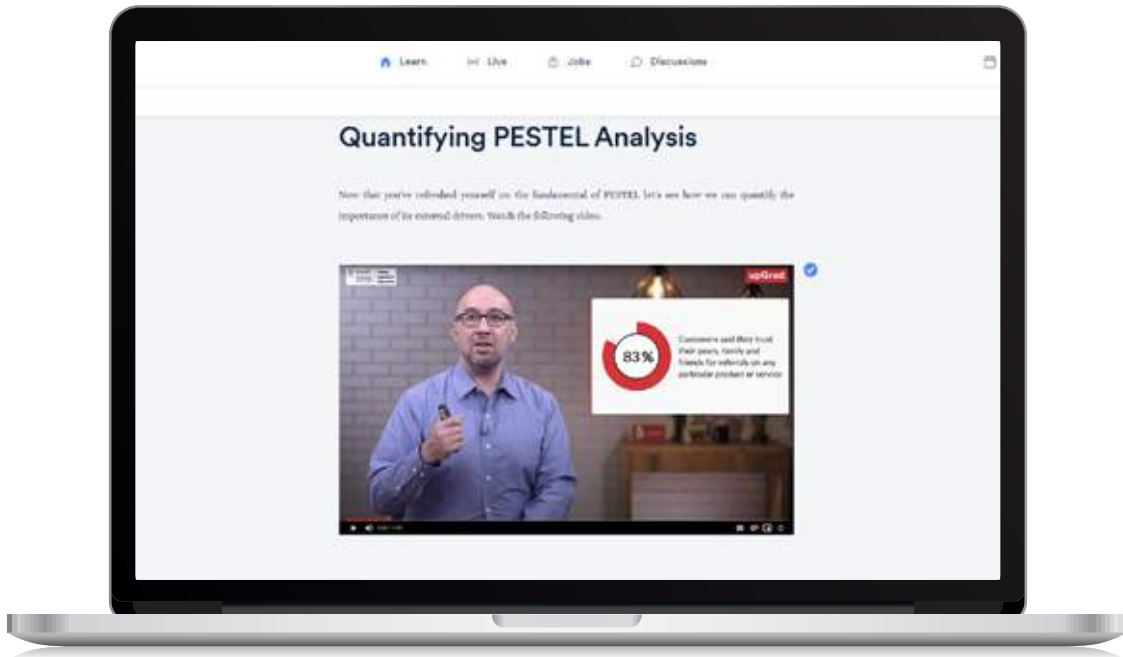 Learn Live Jobs Discussions
Quantifying PESTEL Analysis
Now that you've refreshed yourself on the fundamental of PESTEL let's see how we can quantify the
importance of its external drivers. Watch the following video.
upGrad
83%
Customers said they trust
their peers, family and
friends for referrals on any
particular product or service